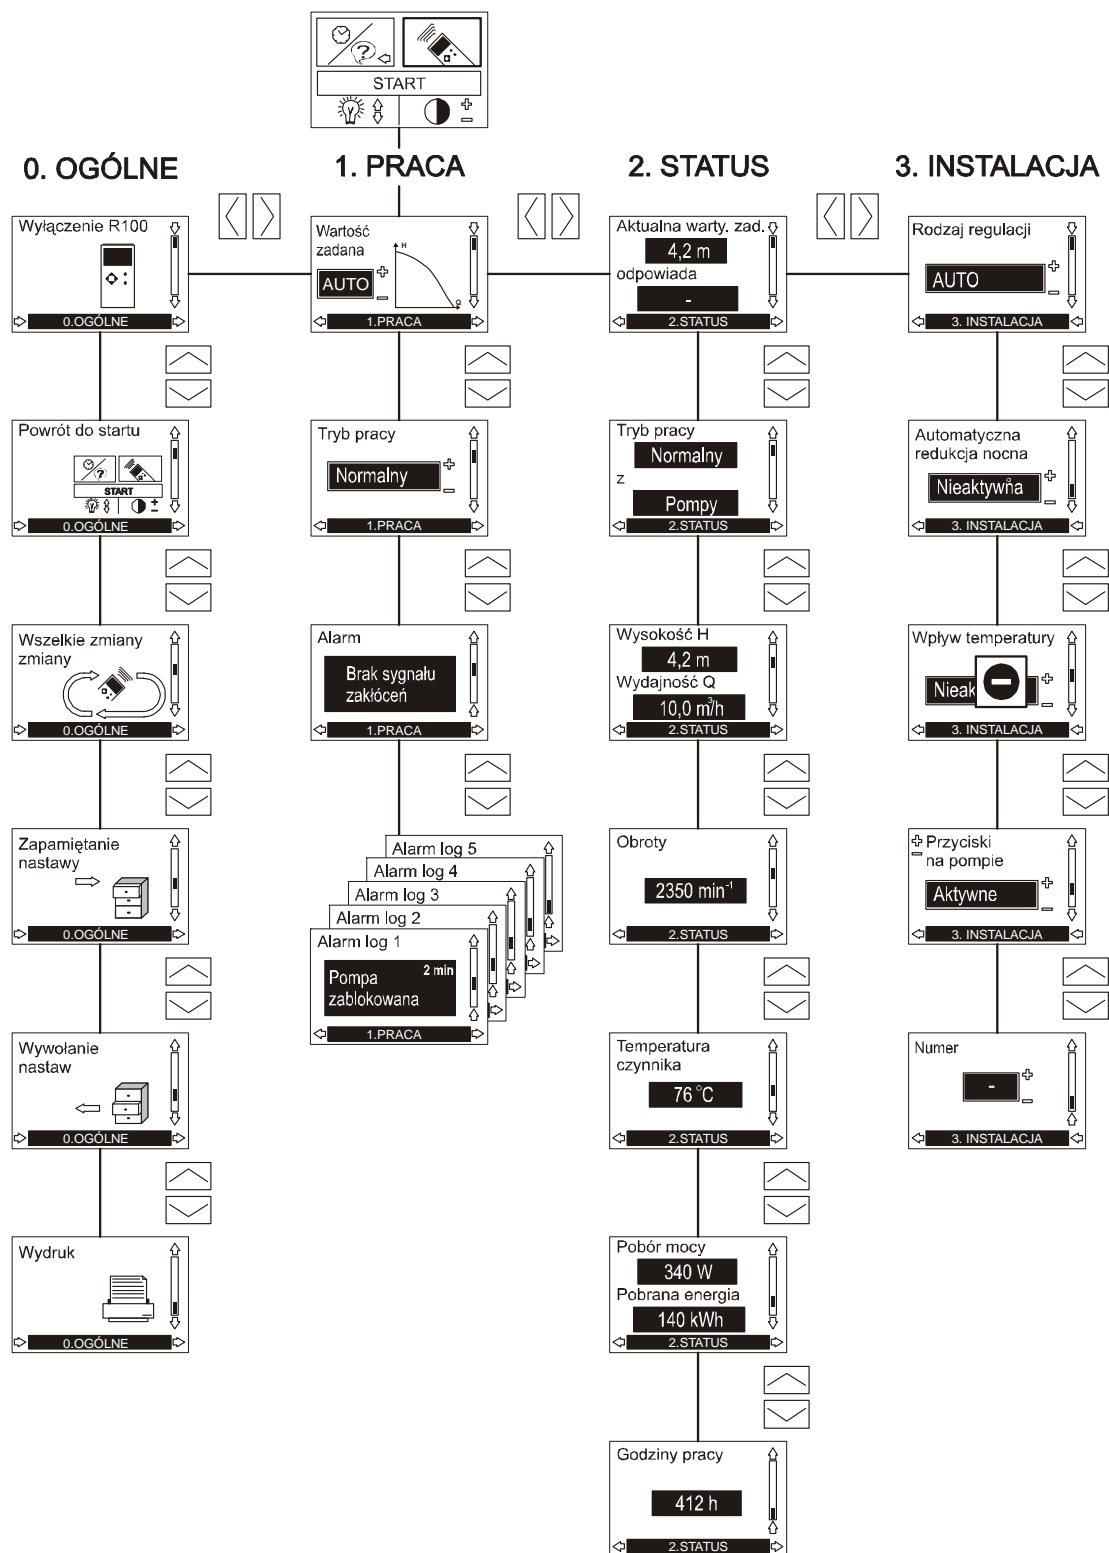 START
0. OGÓLNE
1. PRACA
2. STATUS
3. INSTALACJA
Wyłączenie R100
0.OGÓLNE
Wartość
zadana
AUTO
H
Q
1.PRACA
Aktualna warty. zad.
4,2 m
odpowiada
-
2.STATUS
Rodzaj regulacji
AUTO
3. INSTALACJA
Powrót do startu
START
0.OGÓLNE
Tryb pracy
Normalny
1.PRACA
Tryb pracy
Normalny
z
Pompy
2.STATUS
Automatyczna
redukcja nocna
Nieaktywna
3. INSTALACJA
Wszelkie zmiany
zmiany
0.OGÓLNE
Alarm
Brak sygnału
zakłóceń
1.PRACA
Wysokość H
4,2 m
Wydajność Q
10,0 m³/h
2.STATUS
Wpływ temperatury
Nieak
3. INSTALACJA
Zapamiętanie
nastawy
0.OGÓLNE
Alarm log 5
Alarm log 4
Alarm log 3
Alarm log 2
Alarm log 1
Pompa 2 min
zablokowana
1.PRACA
Obroty
2350 min⁻¹
2.STATUS
Przyciski
na pompie
Aktywne
3. INSTALACJA
Wywołanie
nastaw
0.OGÓLNE
Temperatura
czynnika
76 °C
2.STATUS
Numer
-
3. INSTALACJA
Wydruk
0.OGÓLNE
Pobór mocy
340 W
Pobrana energia
140 kWh
2.STATUS
Godziny pracy
412 h
2.STATUS